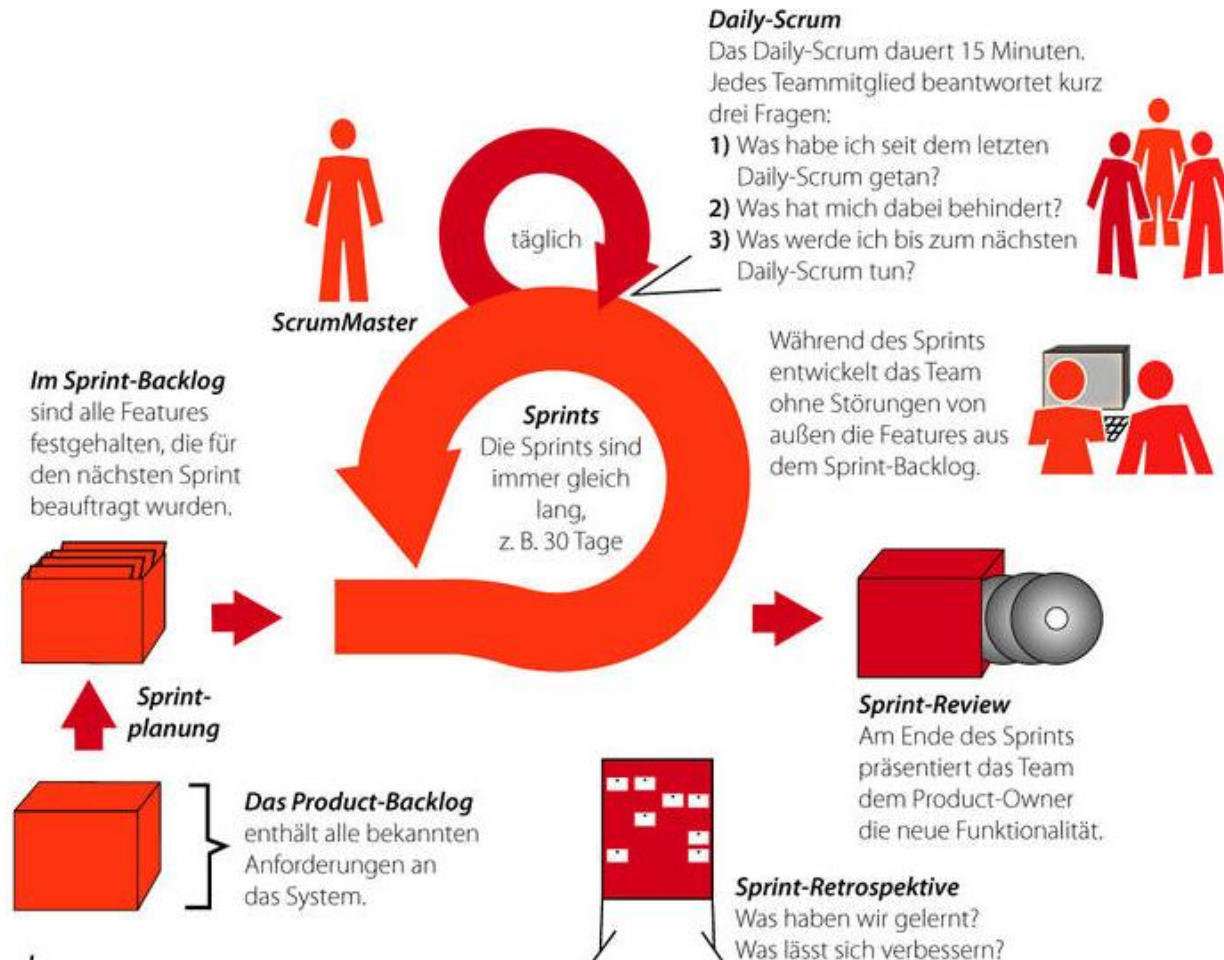 Daily-Scrum
Das Daily-Scrum dauert 15 Minuten.
Jedes Teammitglied beantwortet kurz
drei Fragen:
1) Was habe ich seit dem letzten
Daily-Scrum getan?
2) Was hat mich dabei behindert?
3) Was werde ich bis zum nächsten
Daily-Scrum tun?
täglich
ScrumMaster
Während des Sprints
entwickelt das Team
ohne Störungen von
außen die Features aus
dem Sprint-Backlog.
Im Sprint-Backlog
sind alle Features
festgehalten, die für
den nächsten Sprint
beauftragt wurden.
Sprints
Die Sprints sind
immer gleich
lang,
z. B. 30 Tage
Sprint-
planung
Sprint-Review
Am Ende des Sprints
präsentiert das Team
dem Product-Owner
die neue Funktionalität.
Das Product-Backlog
enthält alle bekannten
Anforderungen an
das System.
Sprint-Retrospektive
Was haben wir gelernt?
Was lässt sich verbessern?